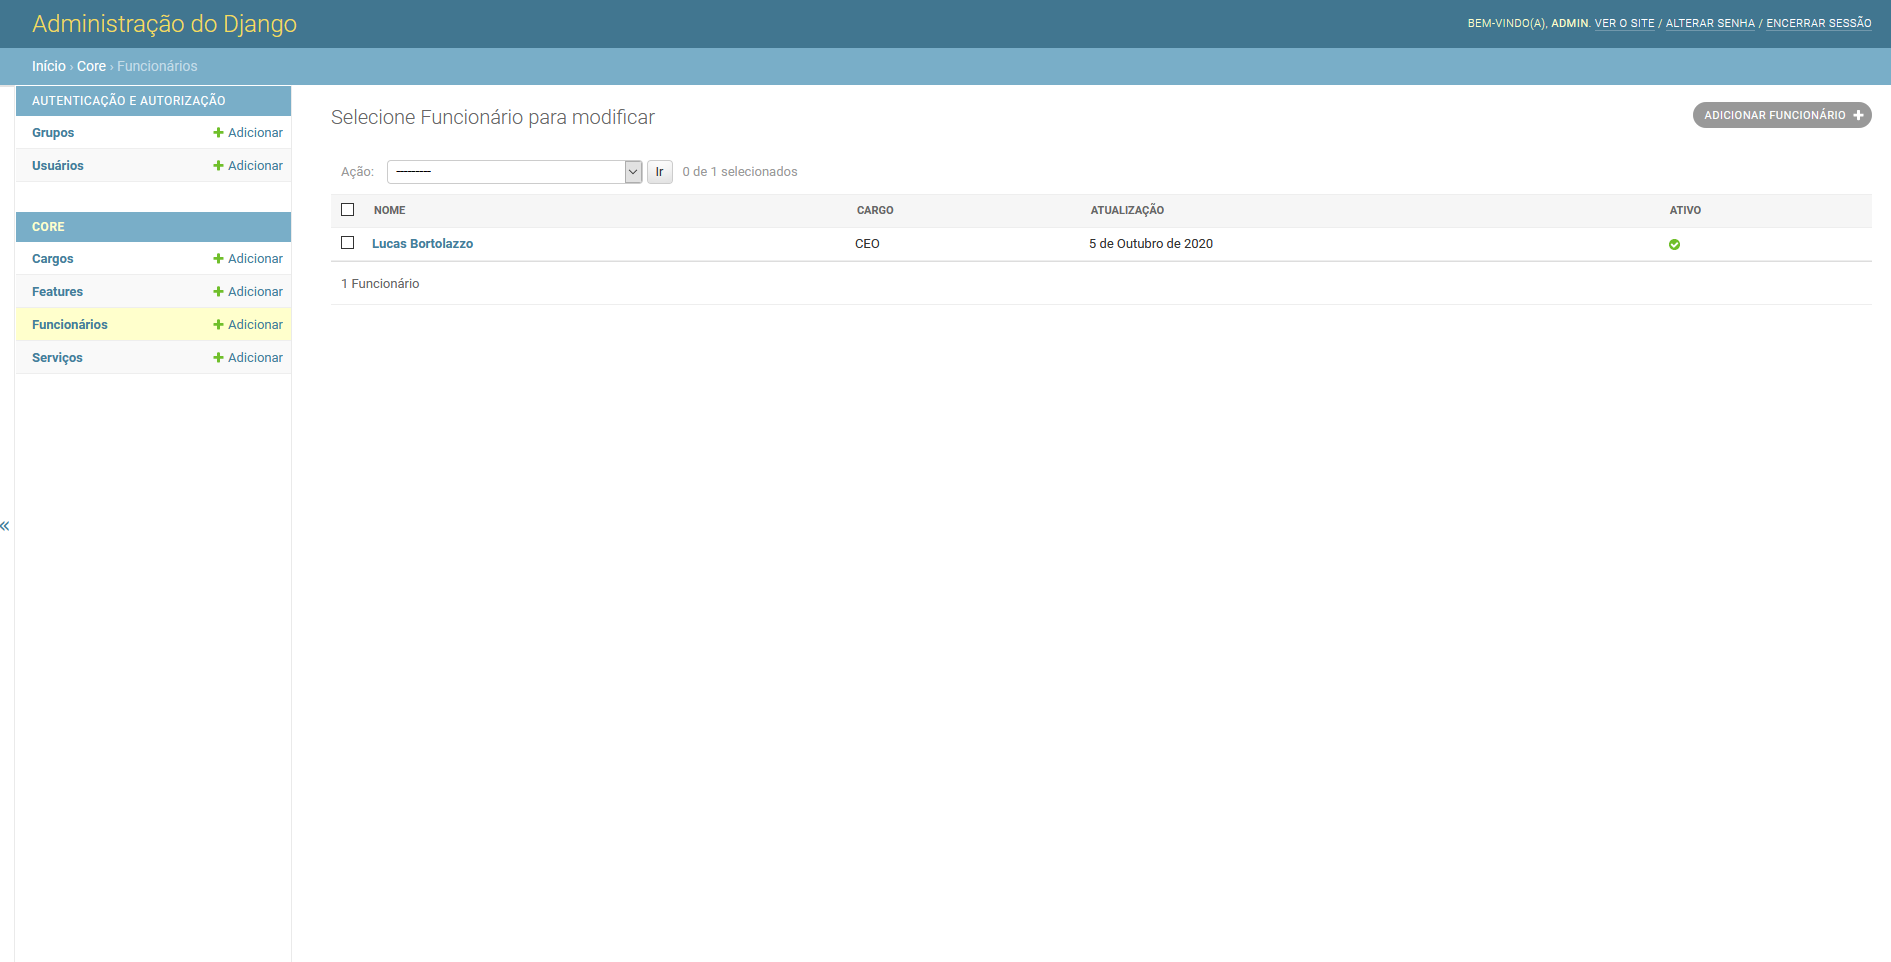 Administração do Django
BEM-VINDO(A), ADMIN. VER O SITE / ALTERAR SENHA / ENCERRAR SESSÃO
Início › Core › Funcionários
AUTENTICAÇÃO E AUTORIZAÇÃO
Grupos Adicionar
Usuários Adicionar
CORE
Cargos Adicionar
Features Adicionar
Funcionários Adicionar
Serviços Adicionar
«
Selecione Funcionário para modificar
ADICIONAR FUNCIONÁRIO
Ação: --------- Ir 0 de 1 selecionados
NOME CARGO ATUALIZAÇÃO ATIVO
Lucas Bortolazzo CEO 5 de Outubro de 2020
1 Funcionário